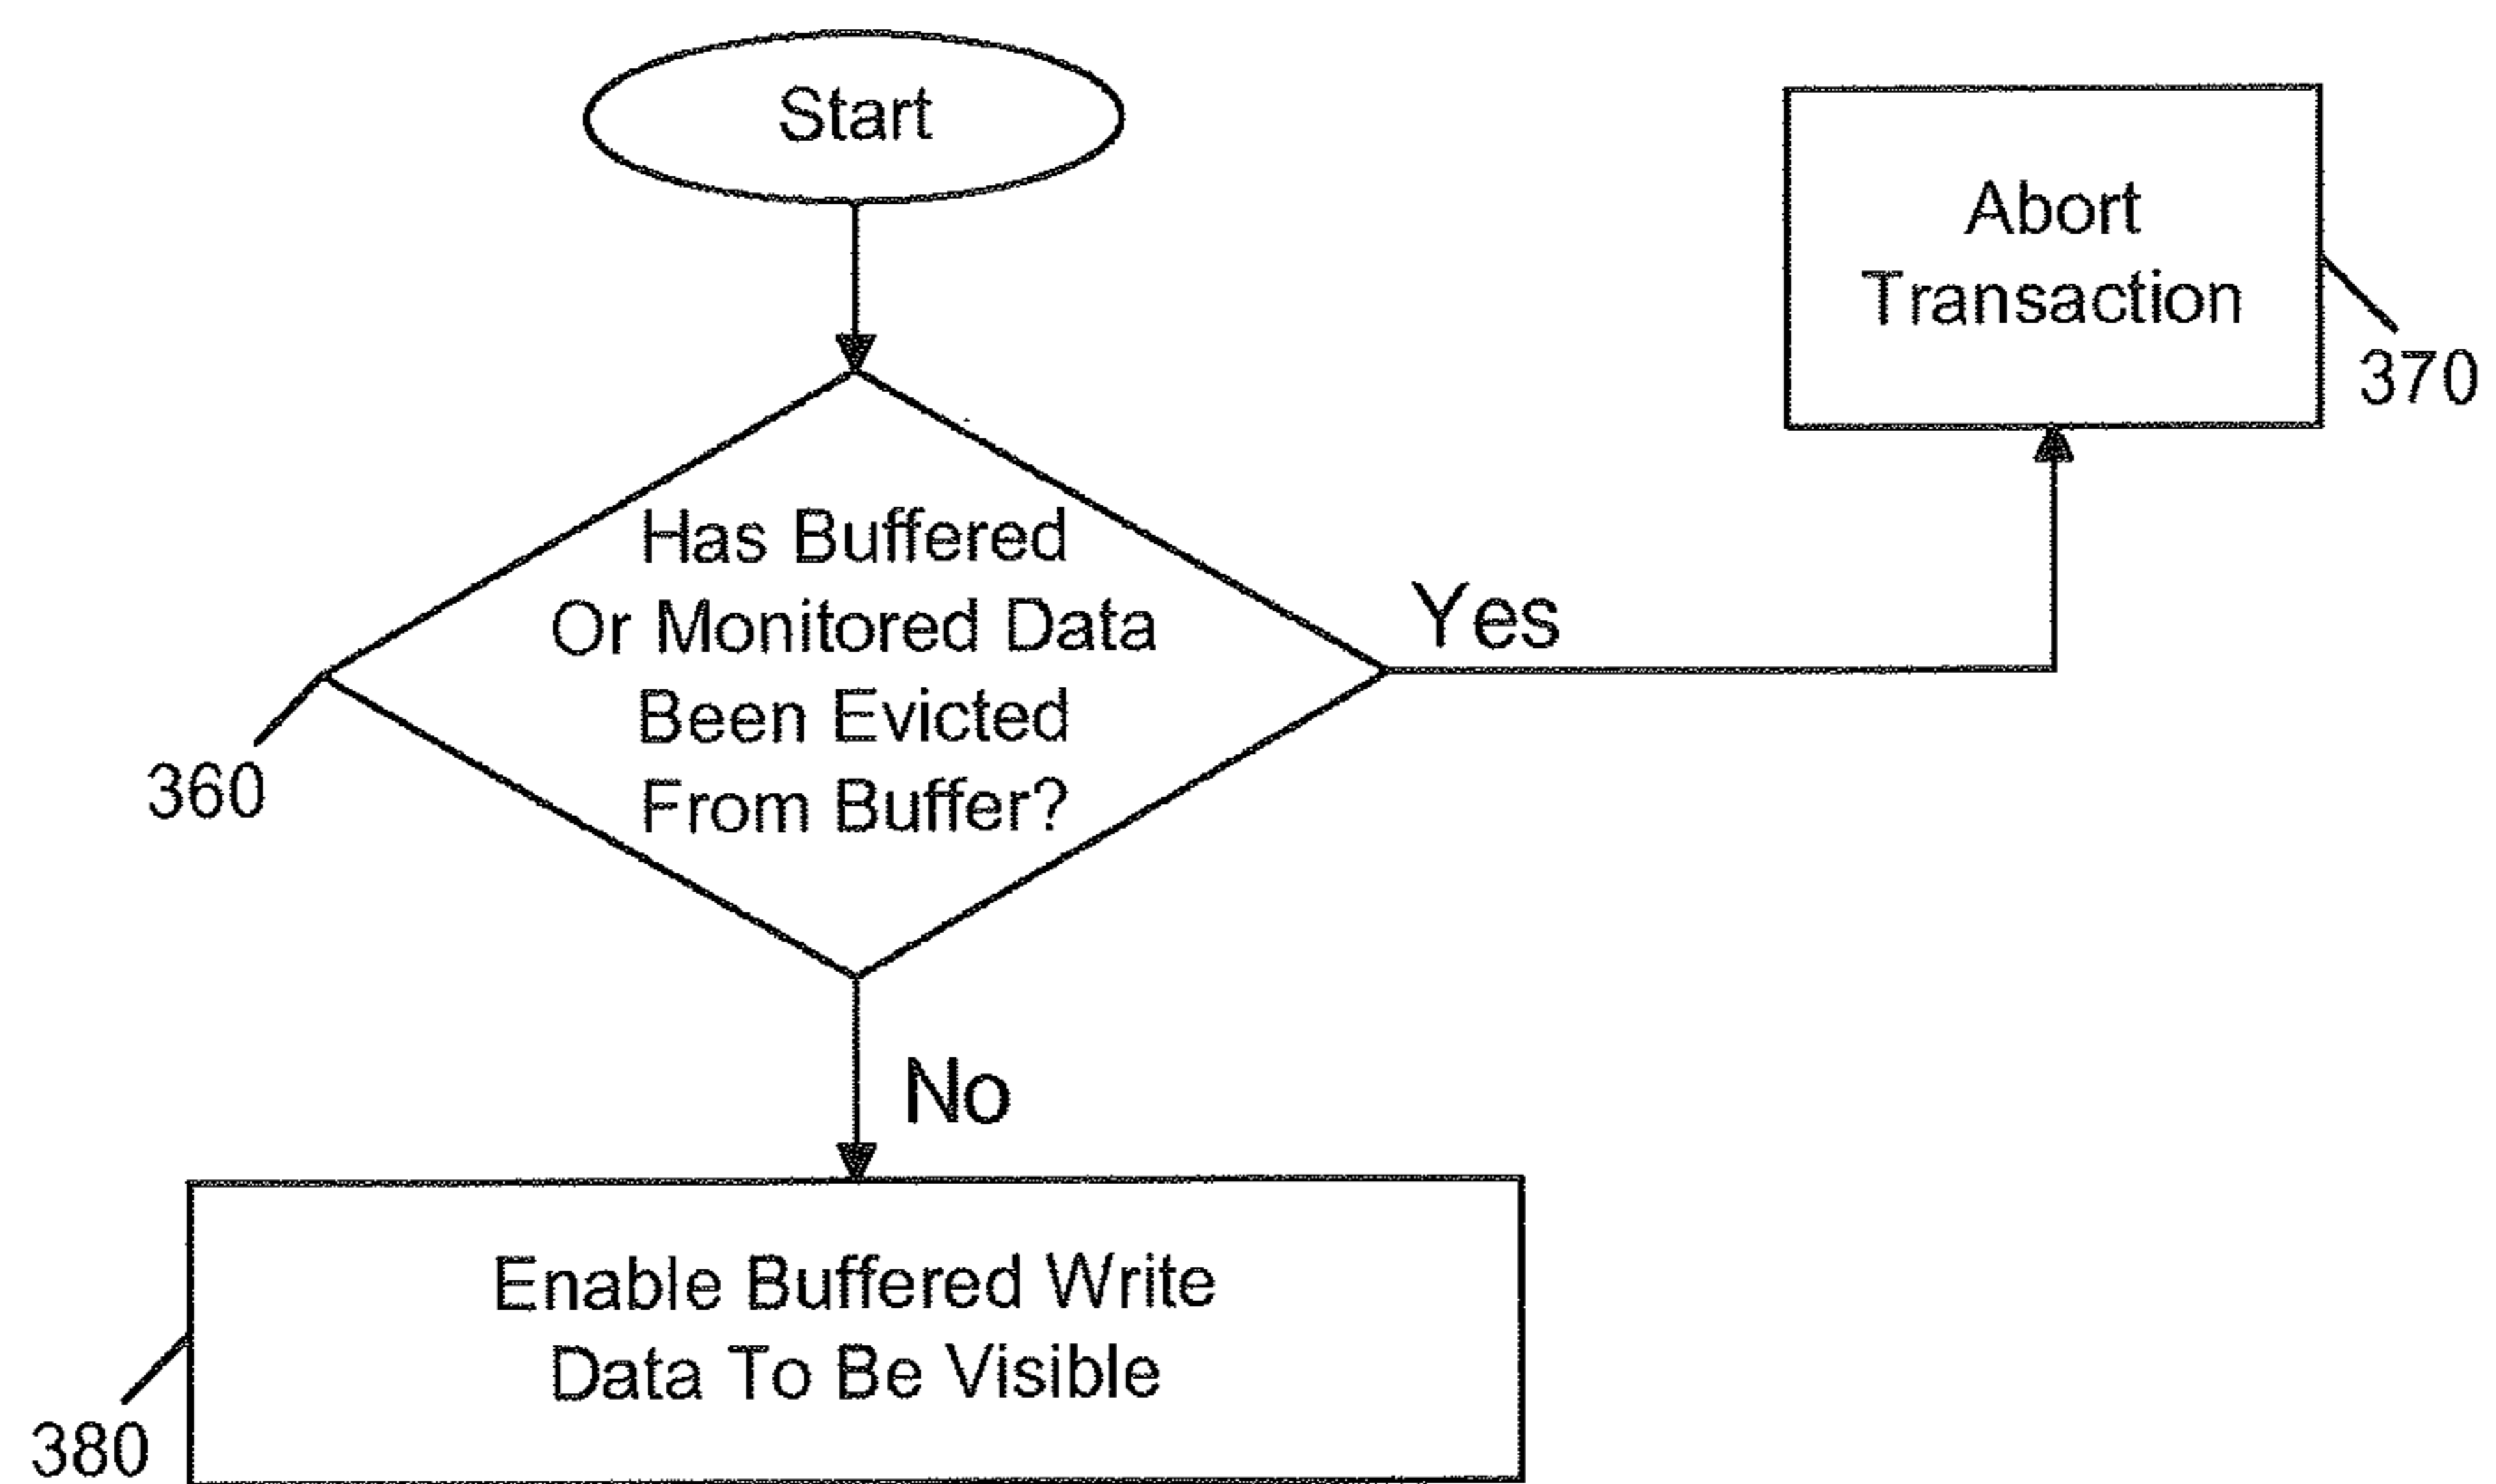 Start
Abort
Transaction
370
Has Buffered
Or Monitored Data
Been Evicted
From Buffer?
Yes
360
No
Enable Buffered Write
Data To Be Visible
380